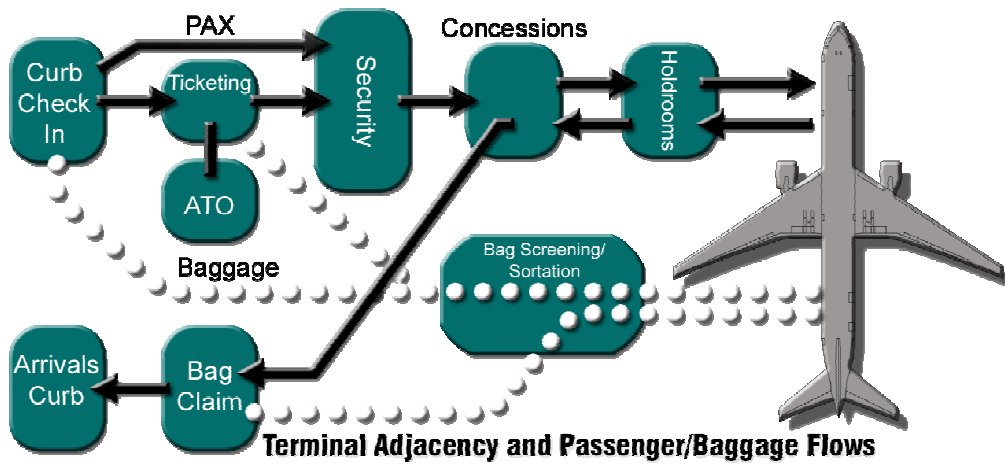 PAX
Concessions
Curb
Check
In
Ticketing
Security
Holdrooms
ATO
Baggage
Bag Screening/
Sortation
Arrivals
Curb
Bag
Claim
Terminal Adjacency and Passenger/Baggage Flows